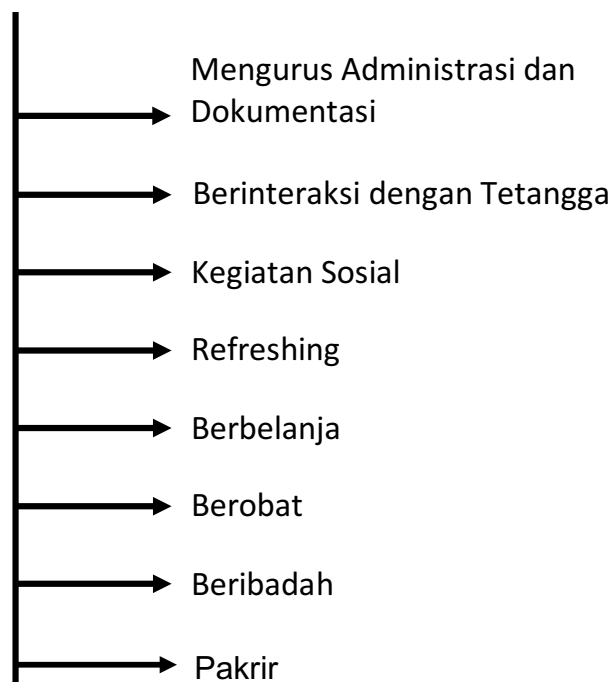 Mengurus Administrasi dan
Dokumentasi
Berinteraksi dengan Tetangga
Kegiatan Sosial
Refreshing
Berbelanja
Berobat
Beribadah
Pakrir